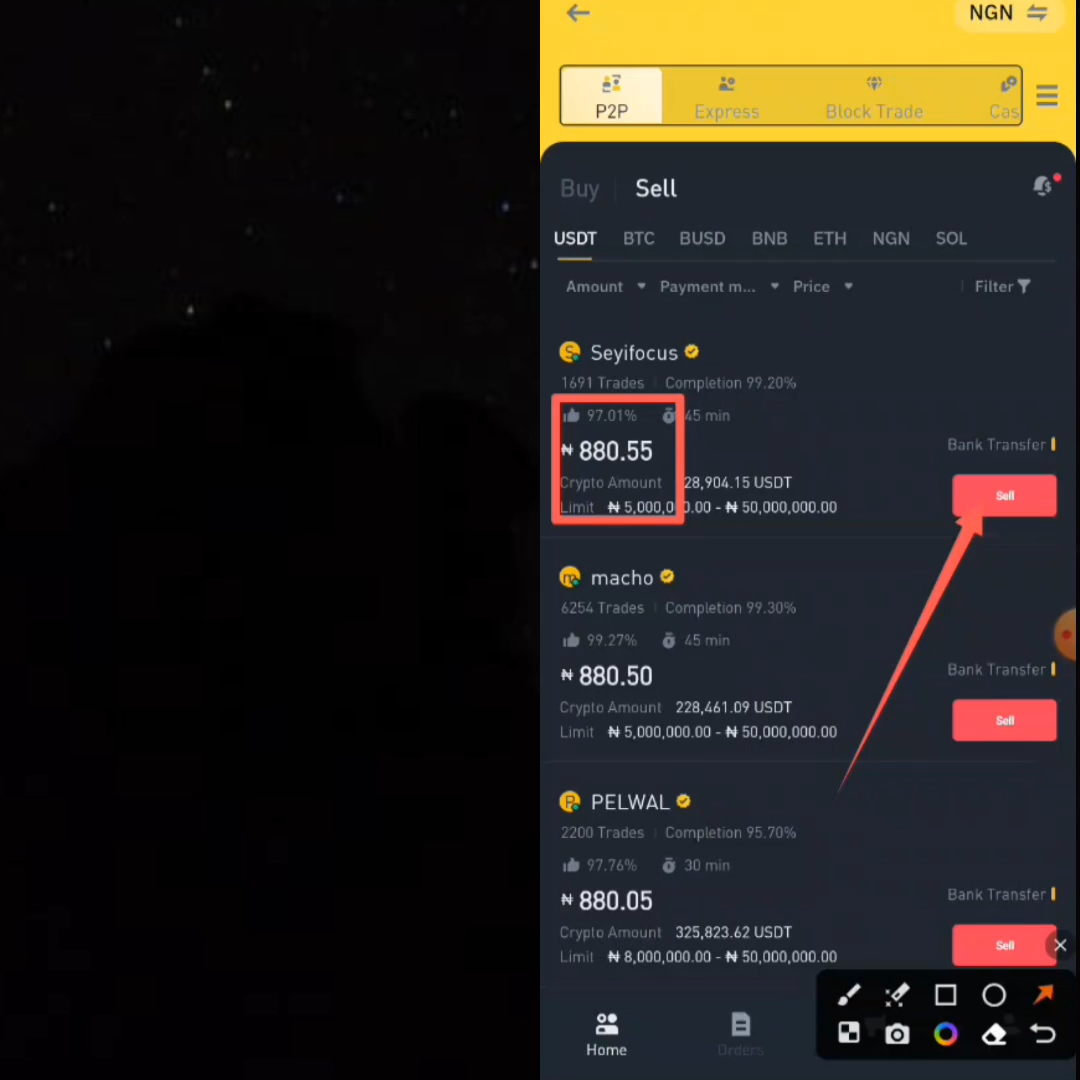 NGN
P2P
Express
Block Trade
Cas
Buy
Sell
USDT
BTC
BUSD
BNB
ETH
NGN
SOL
Amount
Payment m...
Price
Filter
Seyifocus
1691 Trades
Completion 99.20%
97.01%
45 min
₦ 880.55
Bank Transfer
Crypto Amount
28,904.15 USDT
Limit ₦ 5,000,000.00 - ₦ 50,000,000.00
Sell
macho
6254 Trades
Completion 99.30%
99.27%
45 min
₦ 880.50
Bank Transfer
Crypto Amount 228,461.09 USDT
Limit ₦ 5,000,000.00 - ₦ 50,000,000.00
Sell
PELWAL
2200 Trades
Completion 95.70%
97.76%
30 min
₦ 880.05
Bank Transfer
Crypto Amount 325,823.62 USDT
Limit ₦ 8,000,000.00 - ₦ 50,000,000.00
Sell
Home
Orders